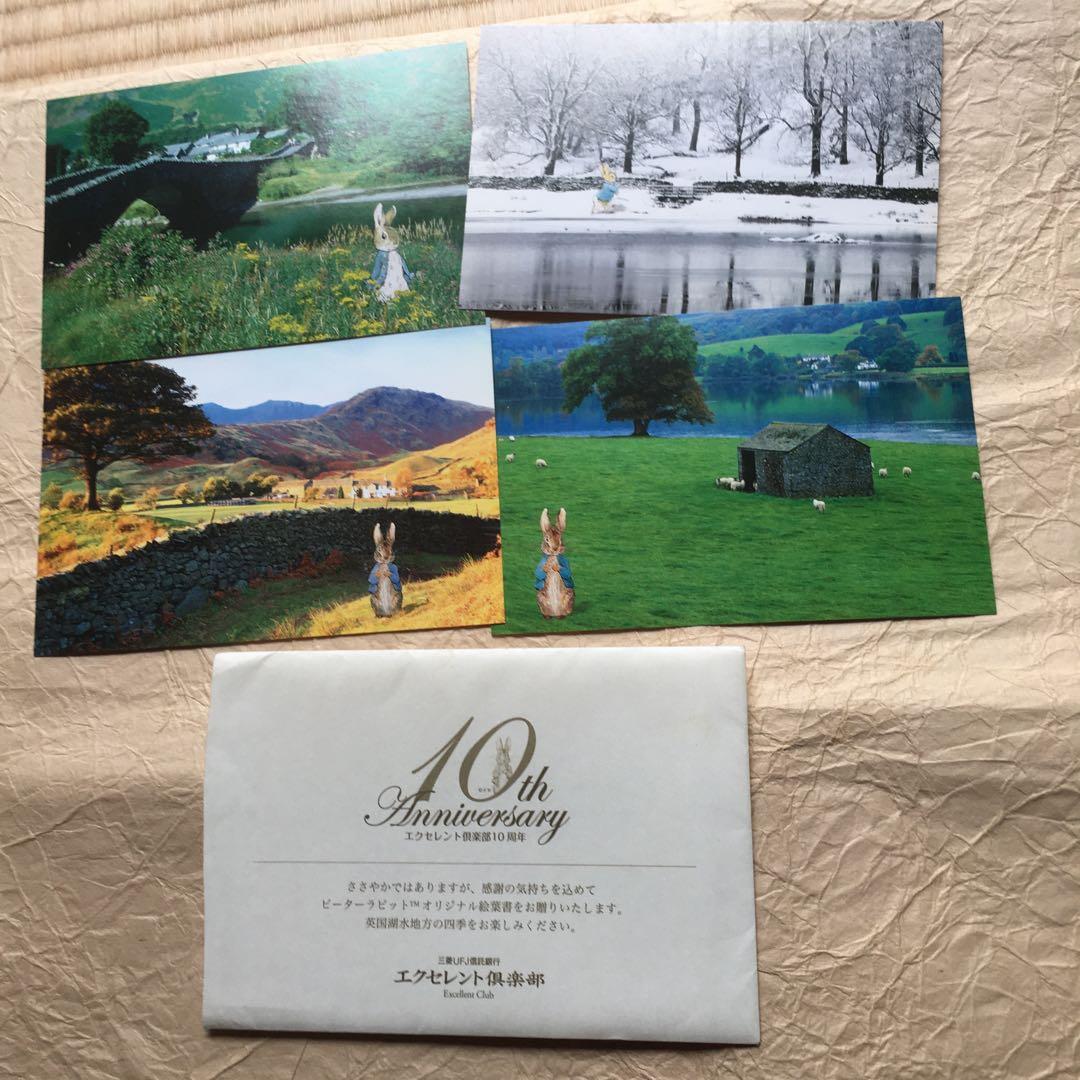 10th
Anniversary
エクセレント倶楽部10周年
ささやかではありますが、感謝の気持ちを込めて
ピーターラビット™オリジナル絵葉書をお贈りいたします。
英国湖水地方の四季をお楽しみください。
三菱UFJ信託銀行
エクセレント倶楽部
Excellent Club